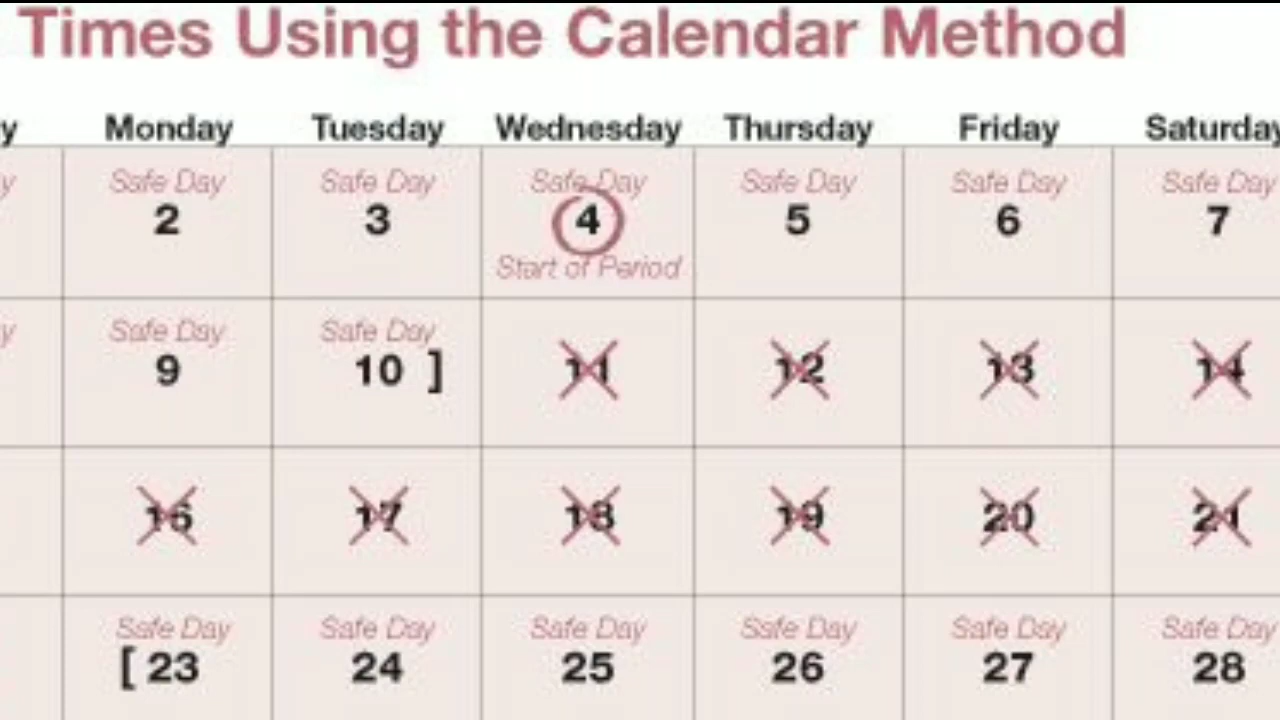 Times Using the Calendar Method
y Monday Tuesday Wednesday Thursday Friday Saturday
y Safe Day Safe Day Safe Day Safe Day Safe Day Safe Day
2 3 4 5 6 7
Start of Period
y Safe Day Safe Day
9 10 ] 11 12 13 14
16 17 18 19 20 21
Safe Day Safe Day Safe Day Safe Day Safe Day Safe Day
[ 23 24 25 26 27 28